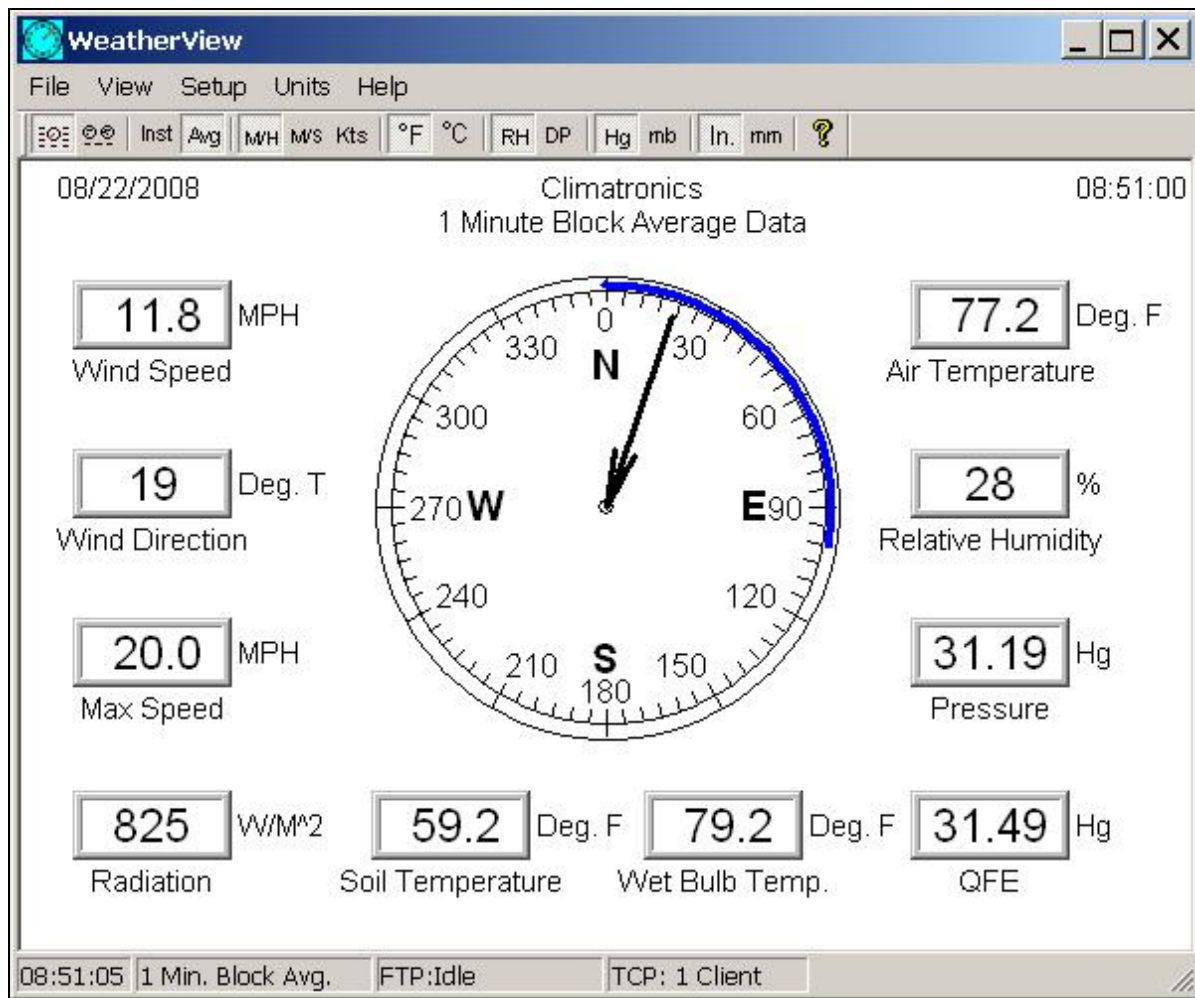 WeatherView
File View Setup Units Help
Inst Avg M/H M/S Kts °F °C RH DP Hg mb In. mm
08/22/2008 Climatronics 08:51:00
1 Minute Block Average Data
11.8 MPH
Wind Speed
19 Deg. T
Wind Direction
20.0 MPH
Max Speed
0
N
30
60
E 90
120
150
S
180
210
240
270 W
300
330
77.2 Deg. F
Air Temperature
28 %
Relative Humidity
31.19 Hg
Pressure
825 W/M^2
Radiation
59.2 Deg. F
Soil Temperature
79.2 Deg. F
Wet Bulb Temp.
31.49 Hg
QFE
08:51:05 1 Min. Block Avg. FTP:Idle TCP: 1 Client